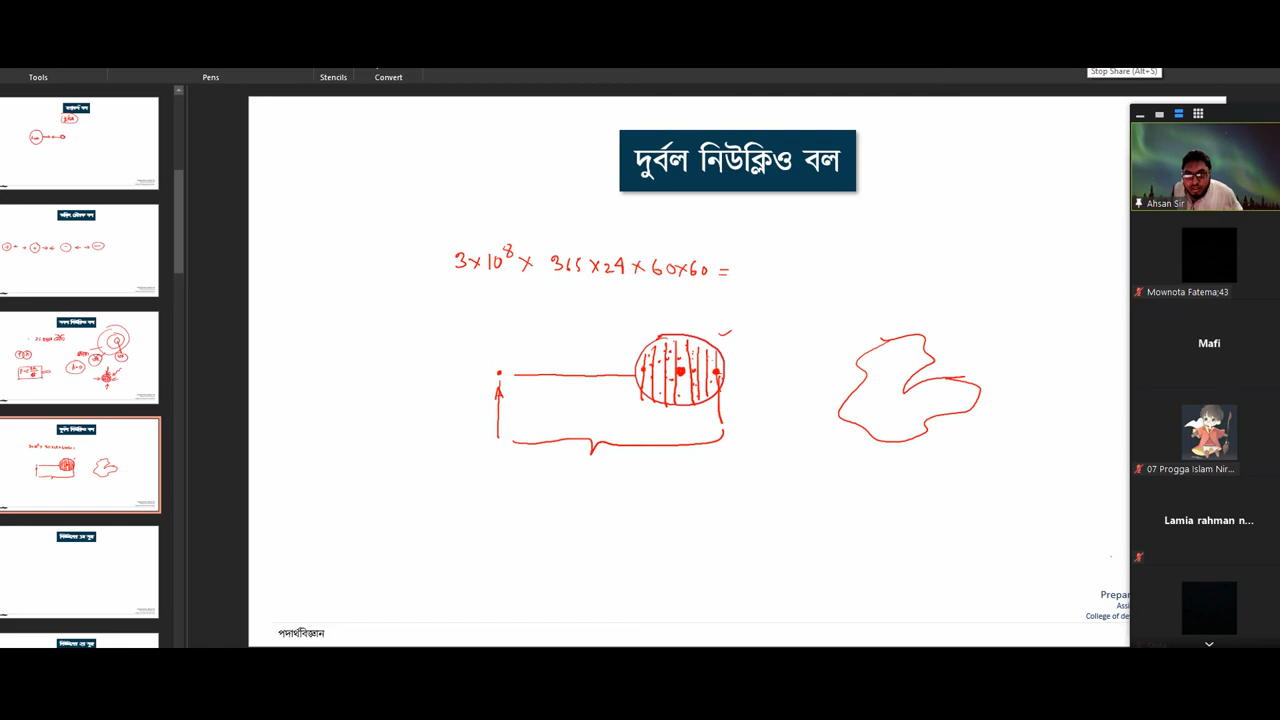 Stop Share (Alt+S)
Tools
Pens
Stencils
Convert
দুর্বল নিউক্লিও বল
3×10⁸× 365×24×60×60 =
Ahsan Sir
Mownota Fatema;43
Mafi
07 Progga Islam Nir...
Lamia rahman n...
Prepar
Assi
College of de
পদার্থবিজ্ঞান